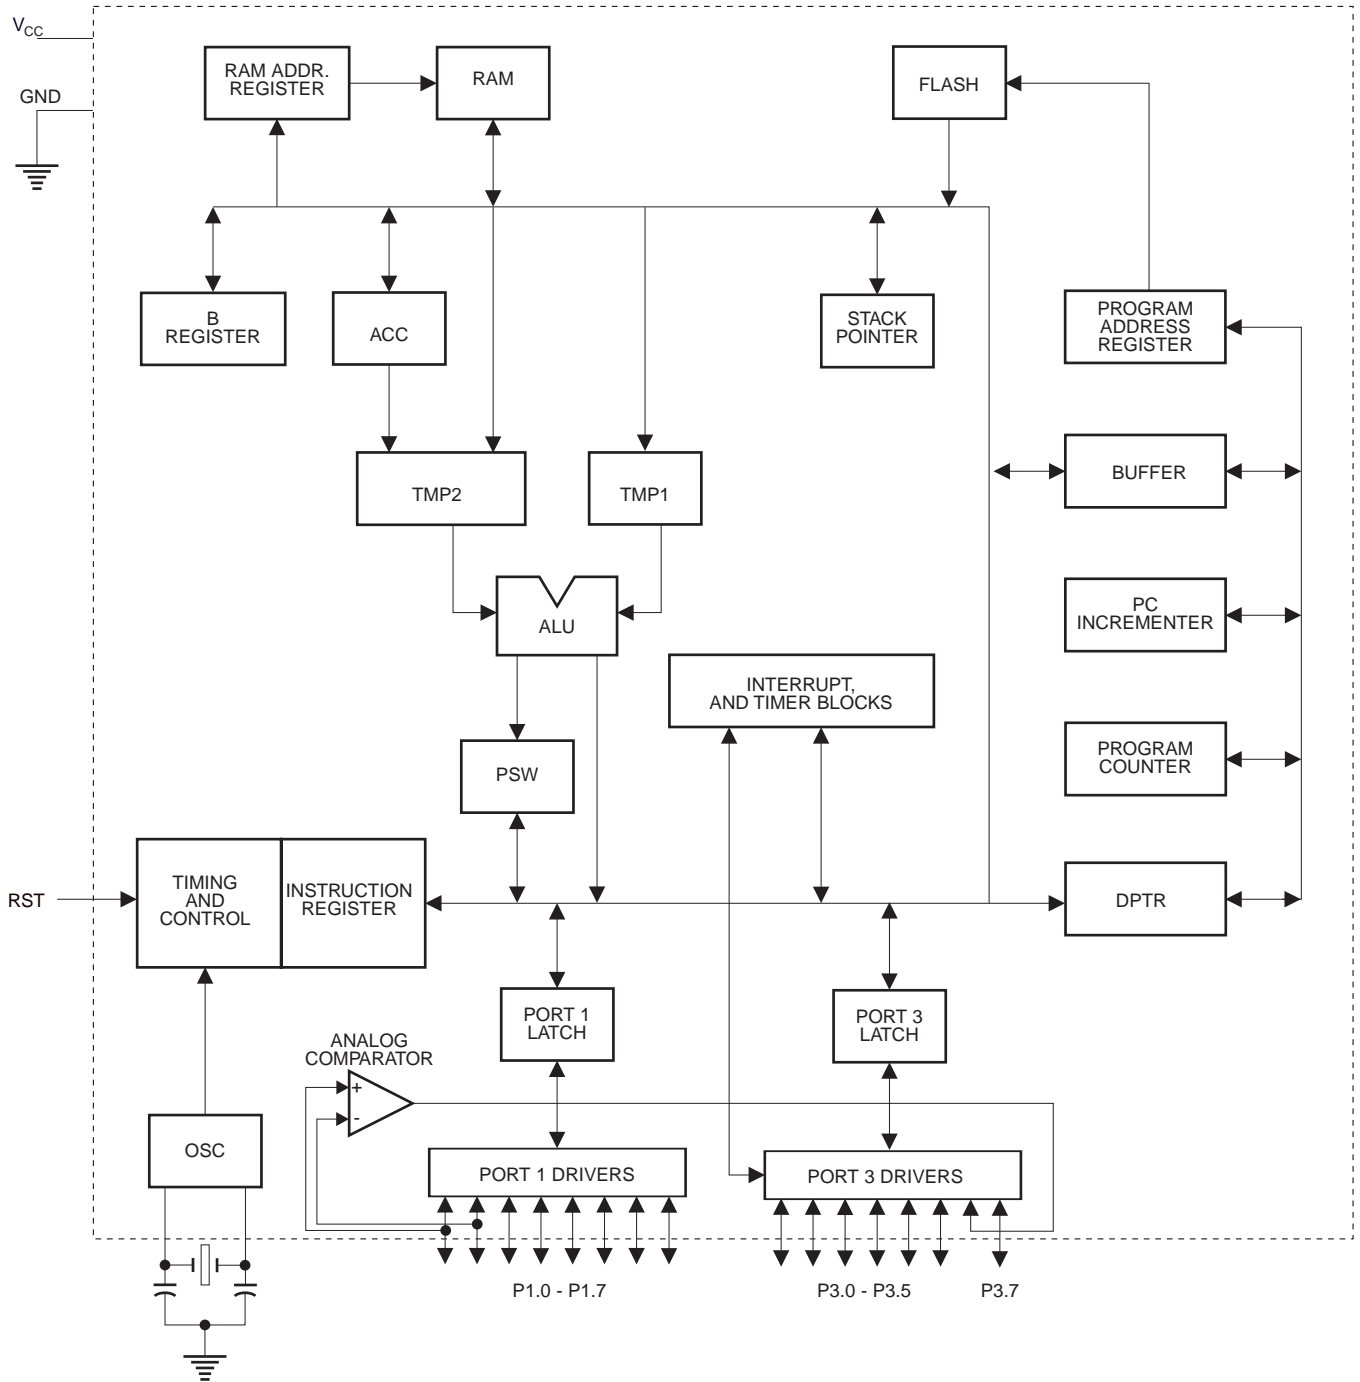 VCC
GND
RAM ADDR.
REGISTER
RAM
FLASH
B
REGISTER
ACC
STACK
POINTER
PROGRAM
ADDRESS
REGISTER
TMP2
TMP1
BUFFER
ALU
PC
INCREMENTER
INTERRUPT,
AND TIMER BLOCKS
PSW
PROGRAM
COUNTER
RST
TIMING
AND
CONTROL
INSTRUCTION
REGISTER
DPTR
PORT 1
LATCH
PORT 3
LATCH
ANALOG
COMPARATOR
+
-
OSC
PORT 1 DRIVERS
PORT 3 DRIVERS
P1.0 - P1.7
P3.0 - P3.5
P3.7